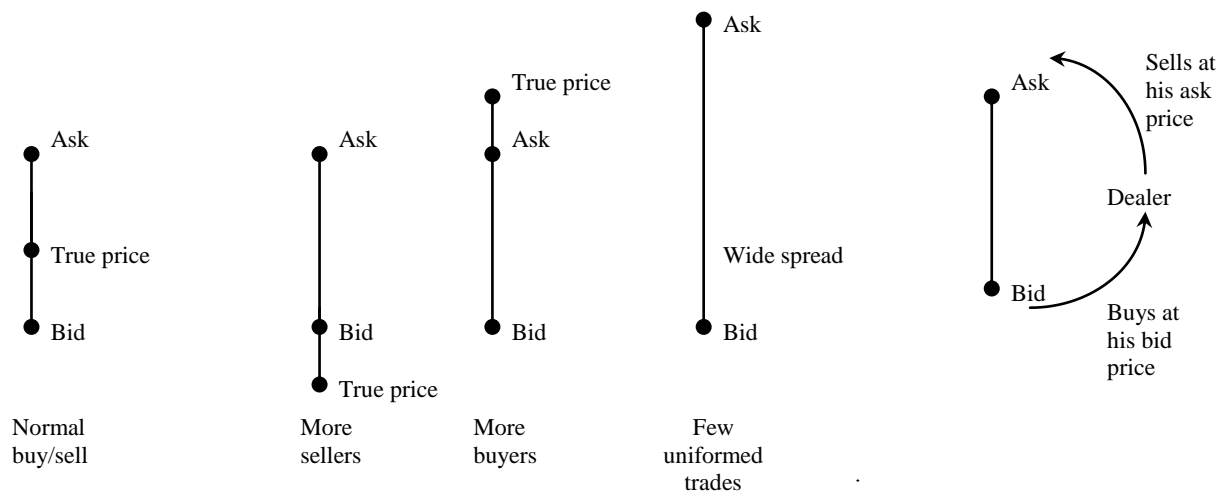 Ask
True price
Bid
Normal
buy/sell
Ask
Bid
True price
More
sellers
True price
Ask
Bid
More
buyers
Ask
Wide spread
Bid
Few
uniformed
trades
.
Ask
Bid
Sells at
his ask
price
Dealer
Buys at
his bid
price